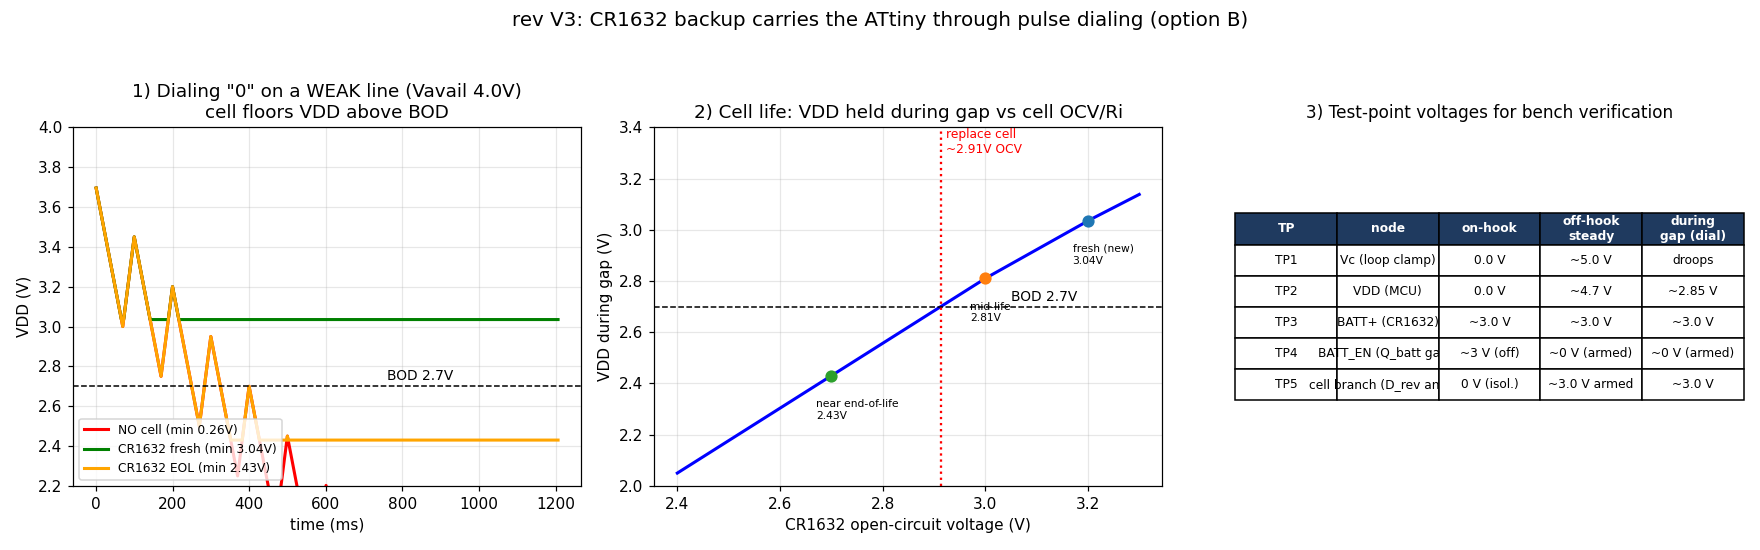 rev V3: CR1632 backup carries the ATtiny through pulse dialing (option B)
1) Dialing "0" on a WEAK line (Vavail 4.0V)
cell floors VDD above BOD
VDD (V)
4.0
3.8
3.6
3.4
3.2
3.0
2.8
2.6
2.4
2.2
BOD 2.7V
NO cell (min 0.26V)
CR1632 fresh (min 3.04V)
CR1632 EOL (min 2.43V)
0 200 400 600 800 1000 1200
time (ms)
2) Cell life: VDD held during gap vs cell OCV/Ri
VDD during gap (V)
3.4
3.2
3.0
2.8
2.6
2.4
2.2
2.0
replace cell
~2.91V OCV
fresh (new)
3.04V
BOD 2.7V
mid-life
2.81V
near end-of-life
2.43V
2.4 2.6 2.8 3.0 3.2
CR1632 open-circuit voltage (V)
3) Test-point voltages for bench verification
TP node on-hook off-hook steady during gap (dial)
TP1 Vc (loop clamp) 0.0 V ~5.0 V droops
TP2 VDD (MCU) 0.0 V ~4.7 V ~2.85 V
TP3 BATT+ (CR1632) ~3.0 V ~3.0 V ~3.0 V
TP4 BATT_EN (Q_batt ga ~3 V (off) ~0 V (armed) ~0 V (armed)
TP5 cell branch (D_rev an 0 V (isol.) ~3.0 V armed ~3.0 V